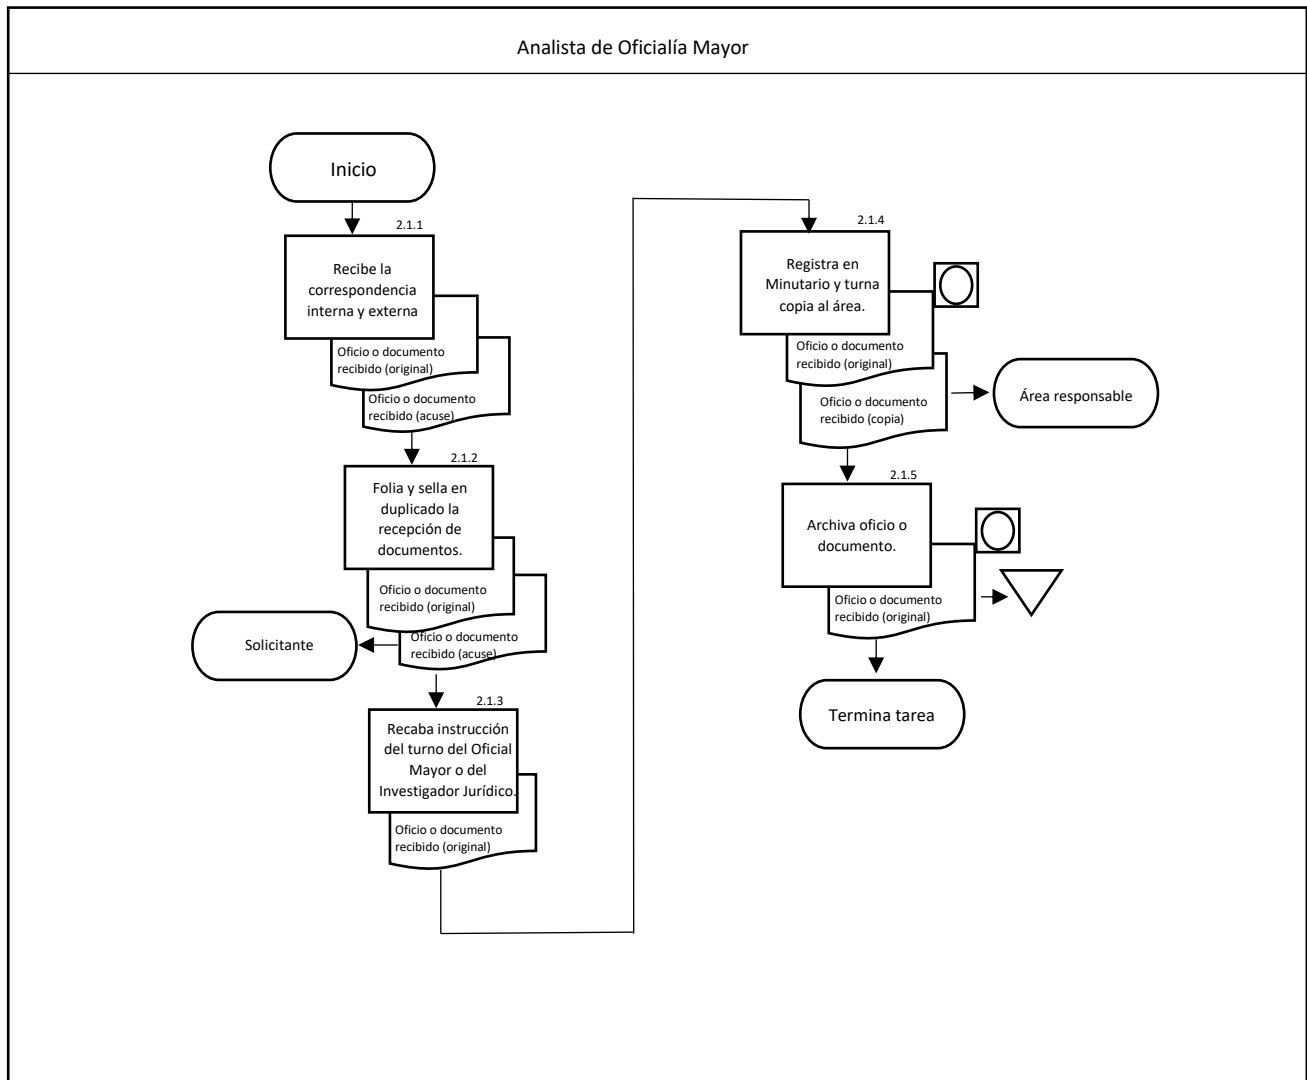 Analista de Oficialía Mayor
Inicio
2.1.1
Recibe la
correspondencia
interna y externa
Oficio o documento
recibido (original)
Oficio o documento
recibido (acuse)
2.1.2
Folia y sella en
duplicado la
recepción de
documentos.
Oficio o documento
recibido (original)
Oficio o documento
recibido (acuse)
Solicitante
2.1.3
Recaba instrucción
del turno del Oficial
Mayor o del
Investigador Jurídico.
Oficio o documento
recibido (original)
2.1.4
Registra en
Minutario y turna
copia al área.
Oficio o documento
recibido (original)
Oficio o documento
recibido (copia)
Área responsable
2.1.5
Archiva oficio o
documento.
Oficio o documento
recibido (original)
Termina tarea